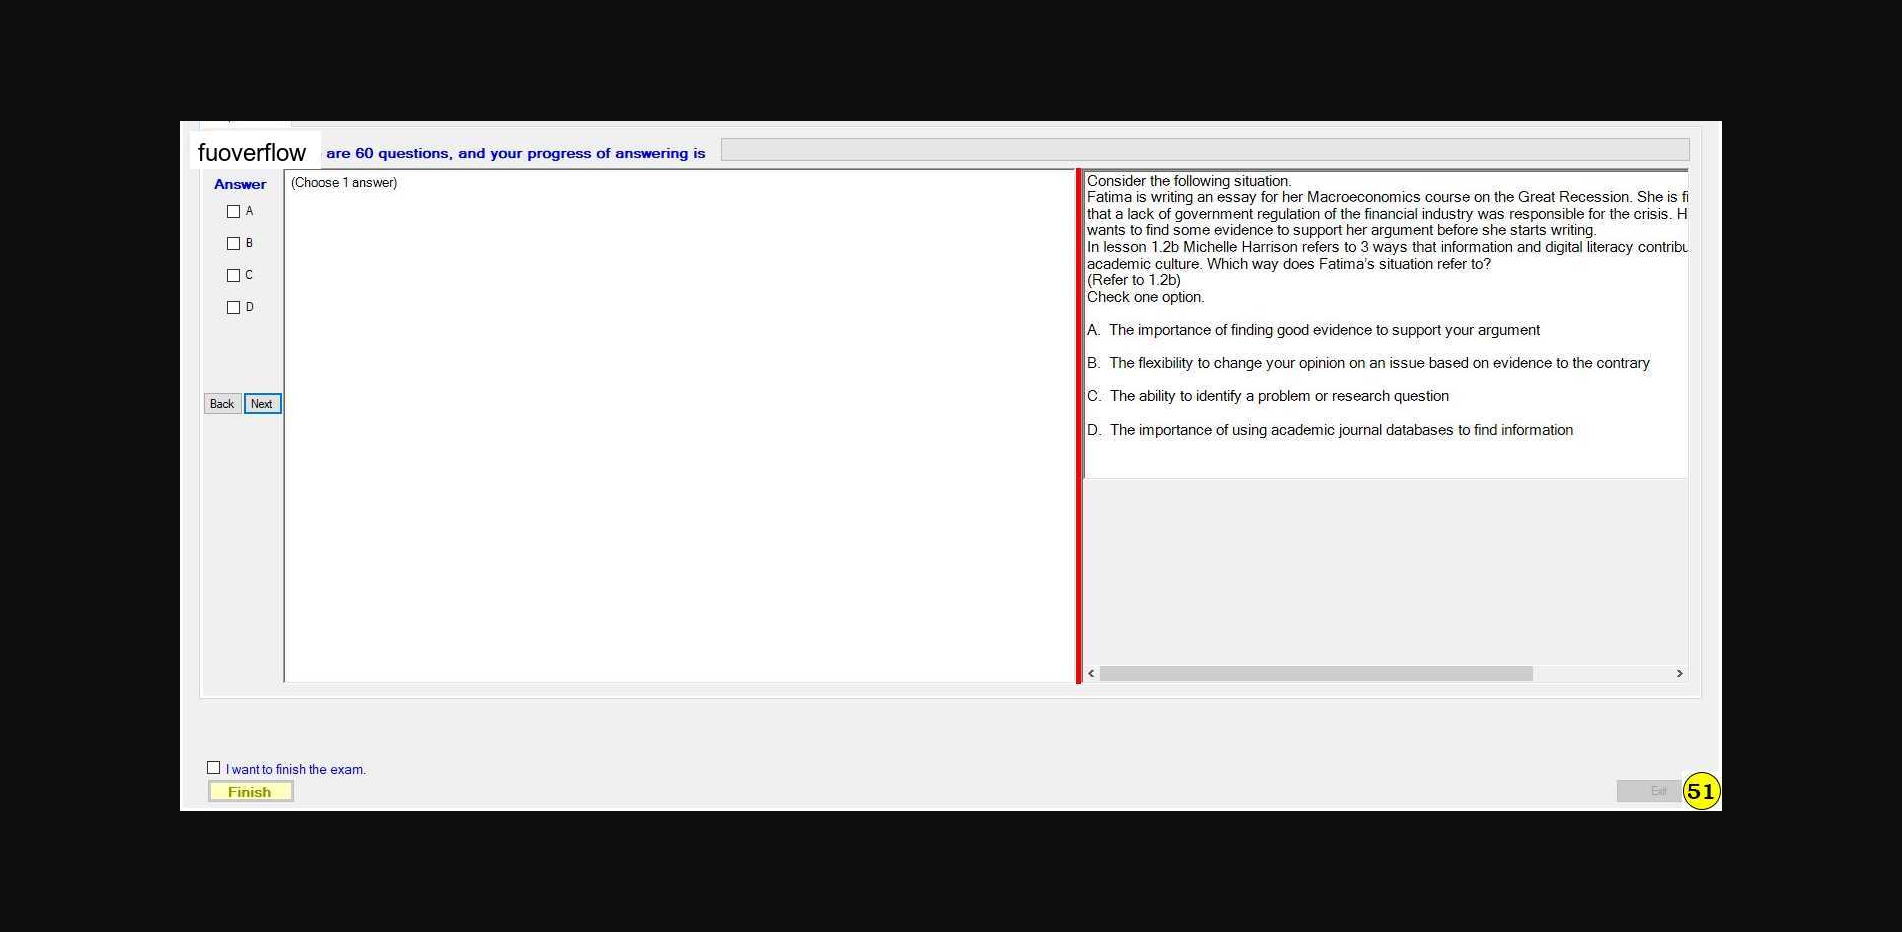 fuoverflow are 60 questions, and your progress of answering is
Answer
A
B
C
D
Back Next
(Choose 1 answer)
Consider the following situation.
Fatima is writing an essay for her Macroeconomics course on the Great Recession. She is fi
that a lack of government regulation of the financial industry was responsible for the crisis. H
wants to find some evidence to support her argument before she starts writing.
In lesson 1.2b Michelle Harrison refers to 3 ways that information and digital literacy contribu
academic culture. Which way does Fatima's situation refer to?
(Refer to 1.2b)
Check one option.
A. The importance of finding good evidence to support your argument
B. The flexibility to change your opinion on an issue based on evidence to the contrary
C. The ability to identify a problem or research question
D. The importance of using academic journal databases to find information
I want to finish the exam.
Finish
Exit
51